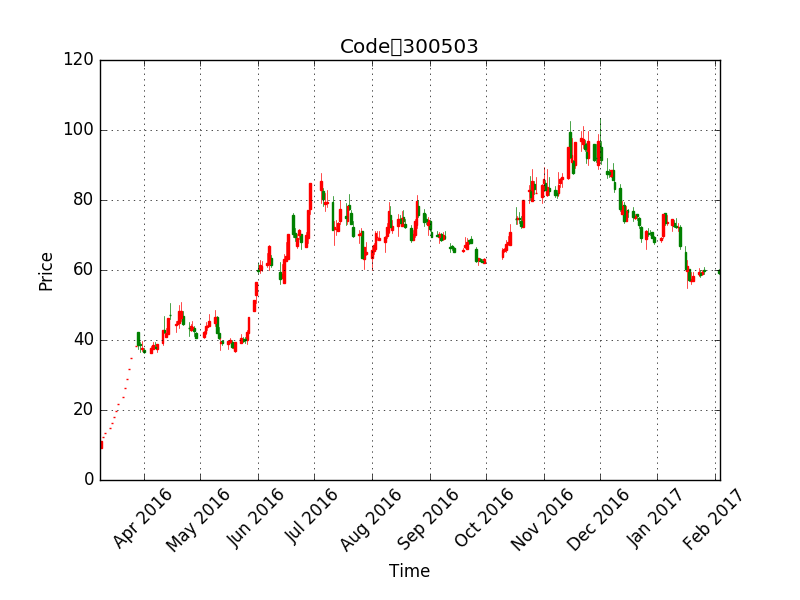 Code▯300503
120
100
80
60
40
20
0
Price
Apr 2016
May 2016
Jun 2016
Jul 2016
Aug 2016
Sep 2016
Oct 2016
Nov 2016
Dec 2016
Jan 2017
Feb 2017
Time